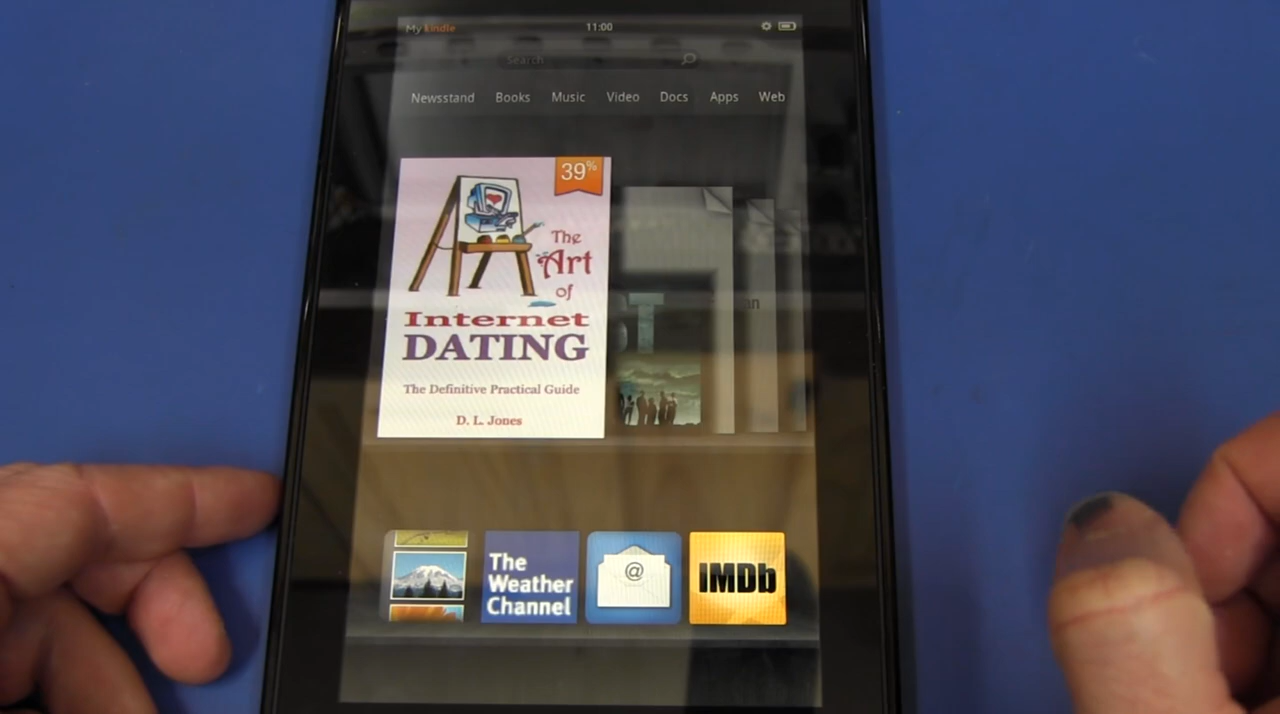 My kindle
11:00
Search
Newsstand Books Music Video Docs Apps Web
39%
The
Art
of
Internet
DATING
The Definitive Practical Guide
D. L. Jones
T
The
Weather
Channel
@
IMDb